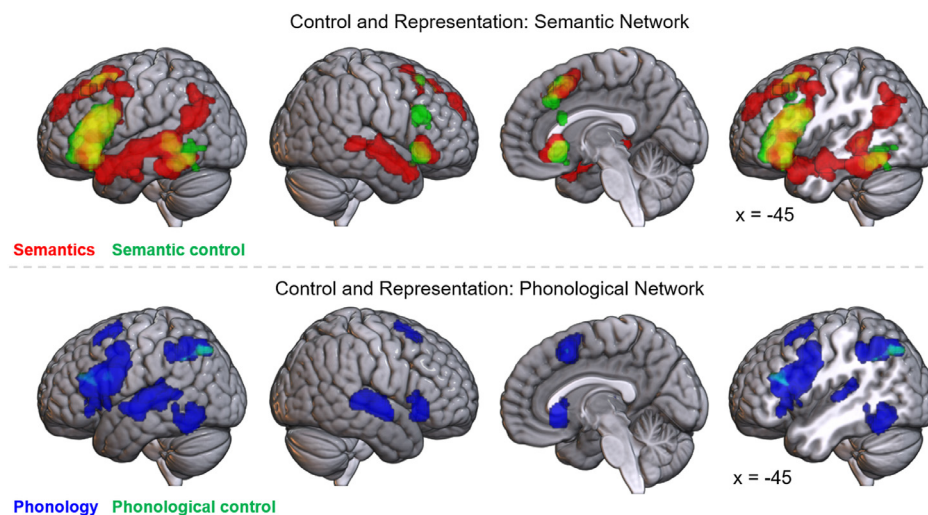 Control and Representation: Semantic Network
x = -45
Semantics Semantic control
Control and Representation: Phonological Network
x = -45
Phonology Phonological control